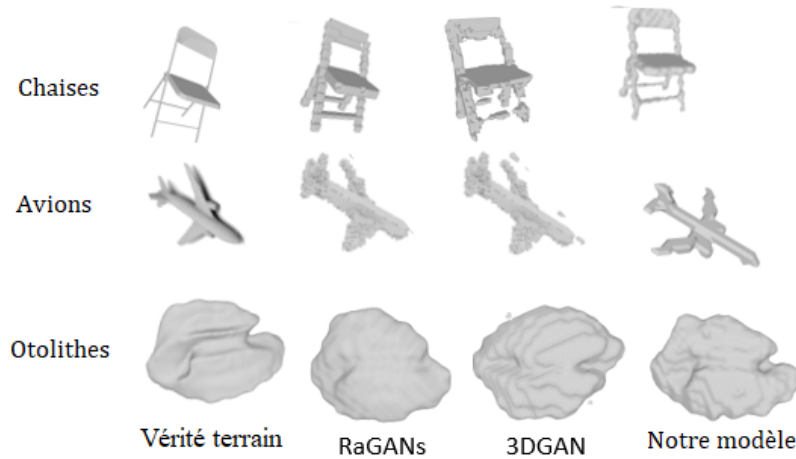 Chaises
Avions
Otolithes
Vérité terrain
RaGANs
3DGAN
Notre modèle